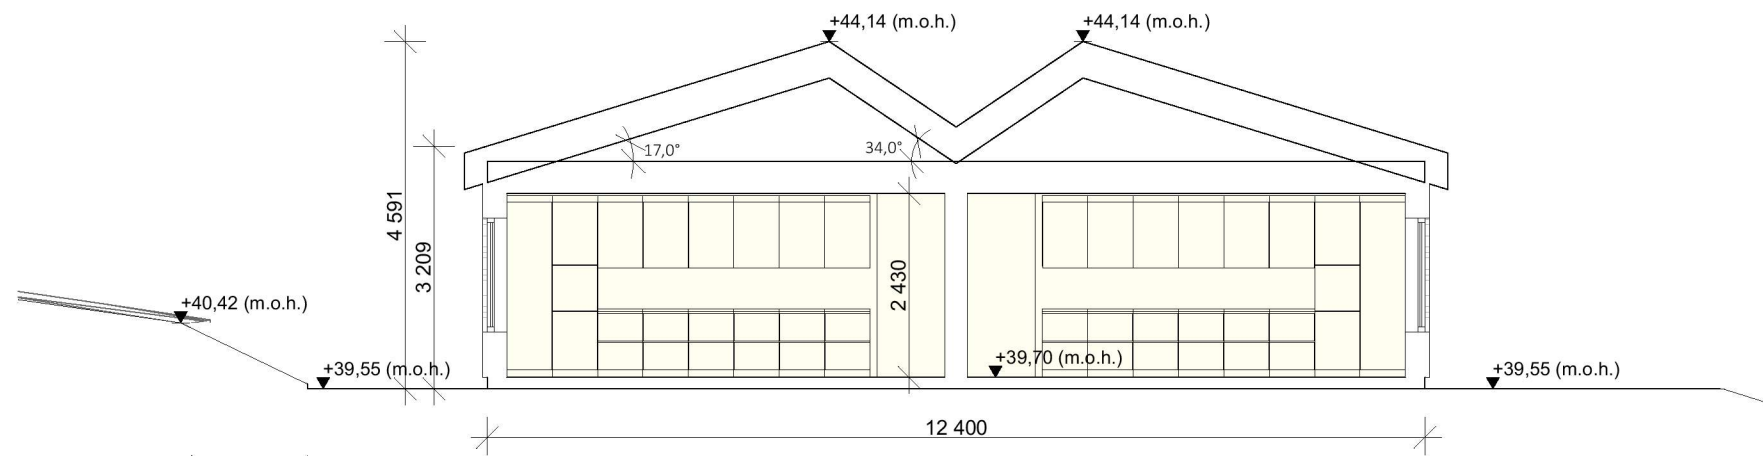 +44,14 (m.o.h.)
+44,14 (m.o.h.)
17,0°
34,0°
4 591
3 209
2 430
+40,42 (m.o.h.)
+39,55 (m.o.h.)
+39,70 (m.o.h.)
+39,55 (m.o.h.)
12 400